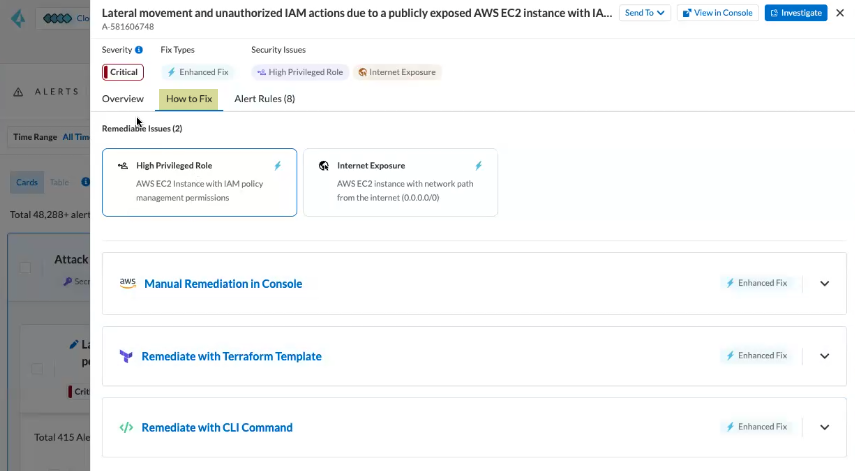 Lateral movement and unauthorized IAM actions due to a publicly exposed AWS EC2 instance with IA...
Send To
View in Console
Investigate
A-581606748
Severity
Fix Types
Security Issues
Critical
Enhanced Fix
High Privileged Role
Internet Exposure
Overview
How to Fix
Alert Rules (8)
Remediable Issues (2)
High Privileged Role
AWS EC2 Instance with IAM policy
management permissions
Internet Exposure
AWS EC2 instance with network path
from the internet (0.0.0.0/0)
aws
Manual Remediation in Console
Enhanced Fix
Remediate with Terraform Template
Enhanced Fix
Remediate with CLI Command
Enhanced Fix
Clo
ALERTS
Time Range
All Tim
Cards
Table
Total 48,288+ alert
Attack
Secr
La
p
Crit
Total 415 Ale